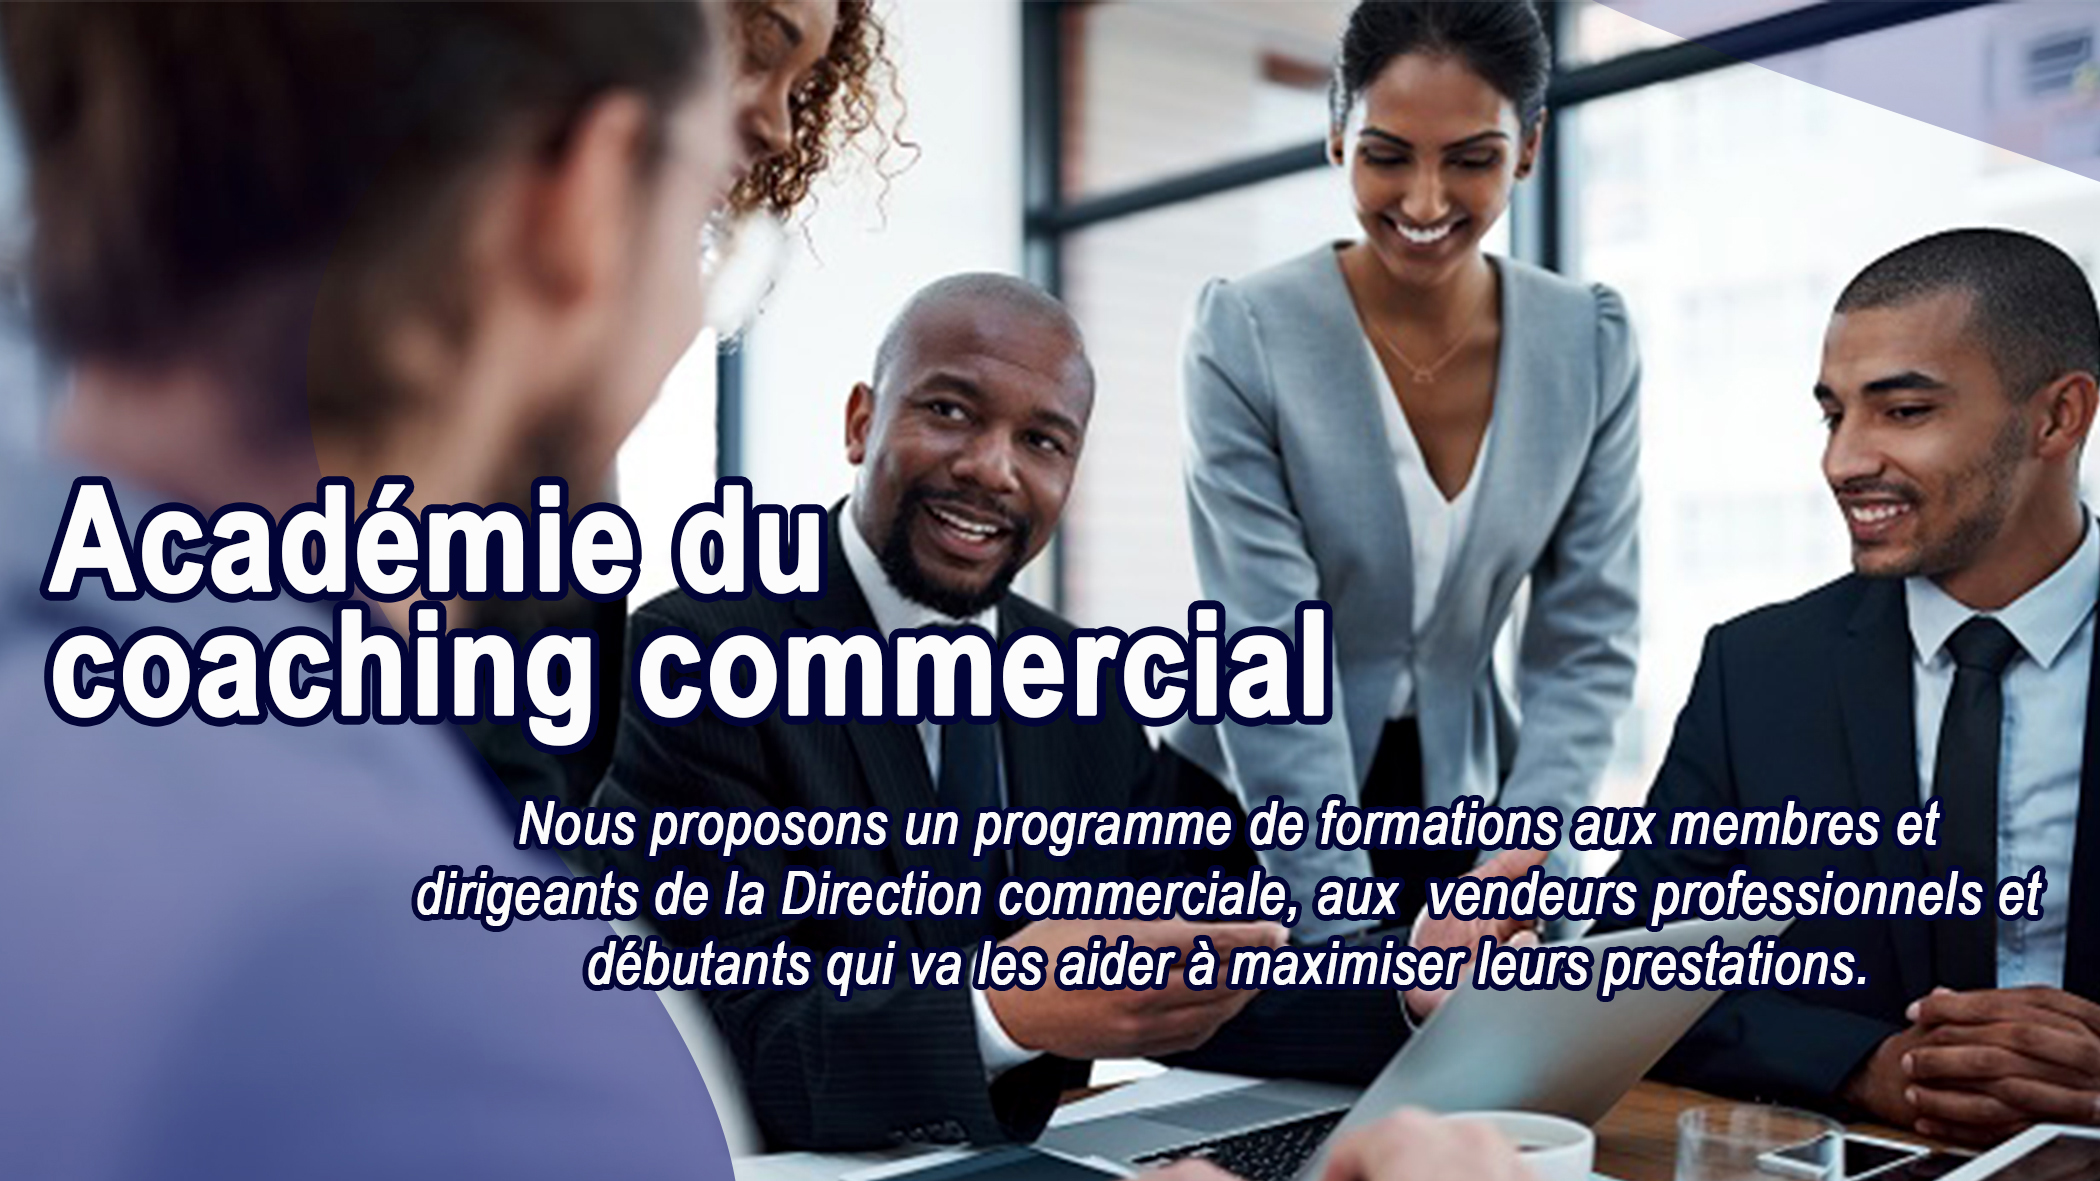 Académie du
coaching commercial
Nous proposons un programme de formations aux membres et
dirigeants de la Direction commerciale, aux vendeurs professionnels et
débutants qui va les aider à maximiser leurs prestations.